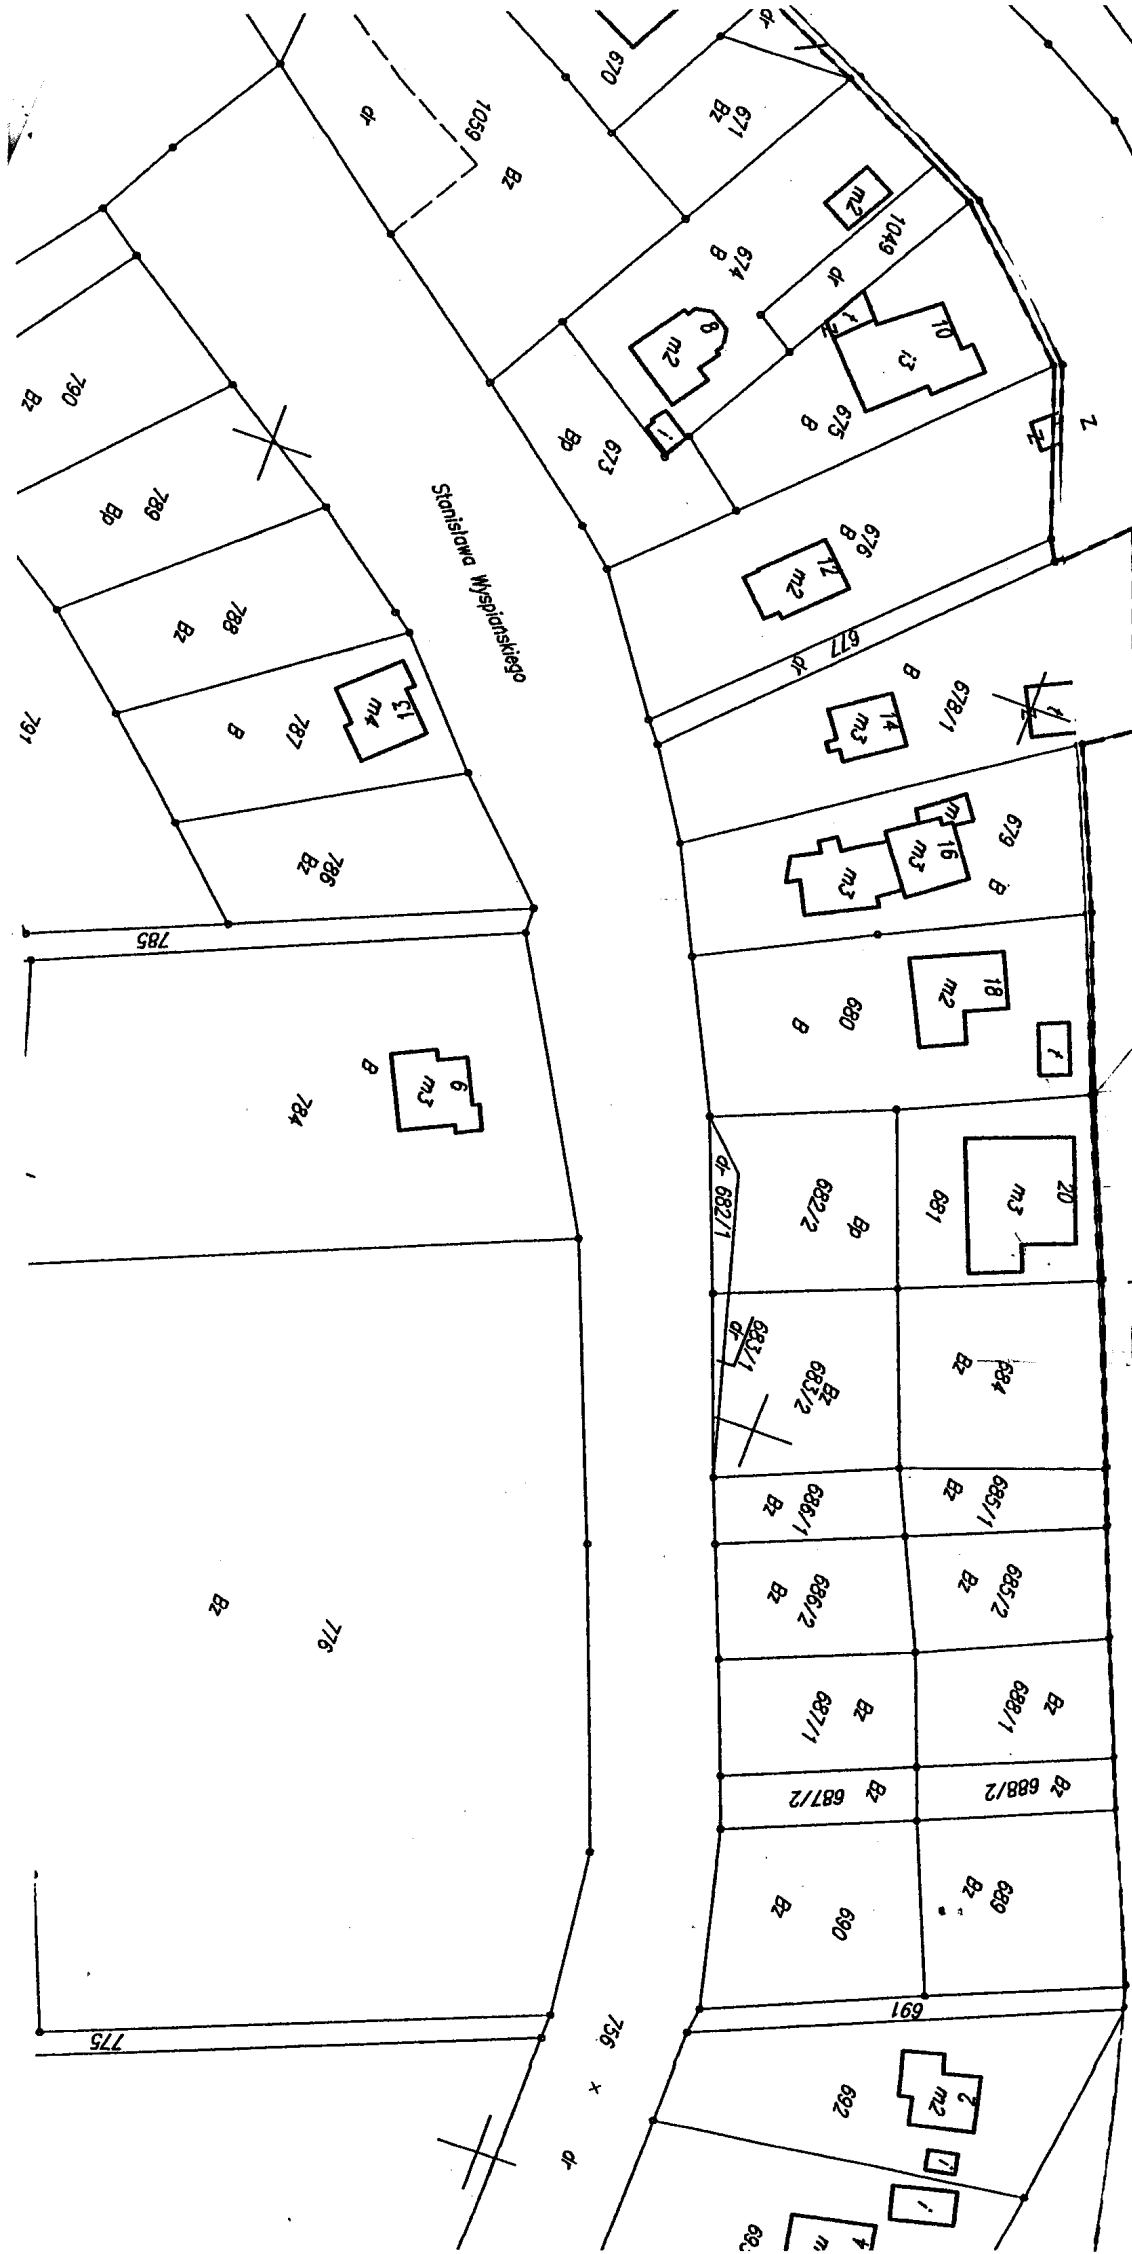 dr
670
671
Bz
dr
1059
Bz
m2
1049
dr
674
B
8
m2
t
10
i3
675
B
i
673
Bp
z
z
790
Bz
789
Bp
Stanisława Wyspiańskiego
676
B
12
m2
677
dr
788
Bz
B
678/1
14
m3
t
791
787
B
13
m4
679
B
m
16
m3
m3
786
Bz
785
18
m2
680
B
t
784
B
6
m3
dr 682/1
682/2
Bp
681
20
m3
683/1
dr
Bz
683/2
684
Bz
686/1
Bz
685/1
Bz
686/2
Bz
685/2
Bz
776
Bz
687/1
Bz
688/1
Bz
687/2
Bz
688/2
Bz
690
Bz
689
Bz
691
775
756
x
dr
692
2
m2
i
i
4
m